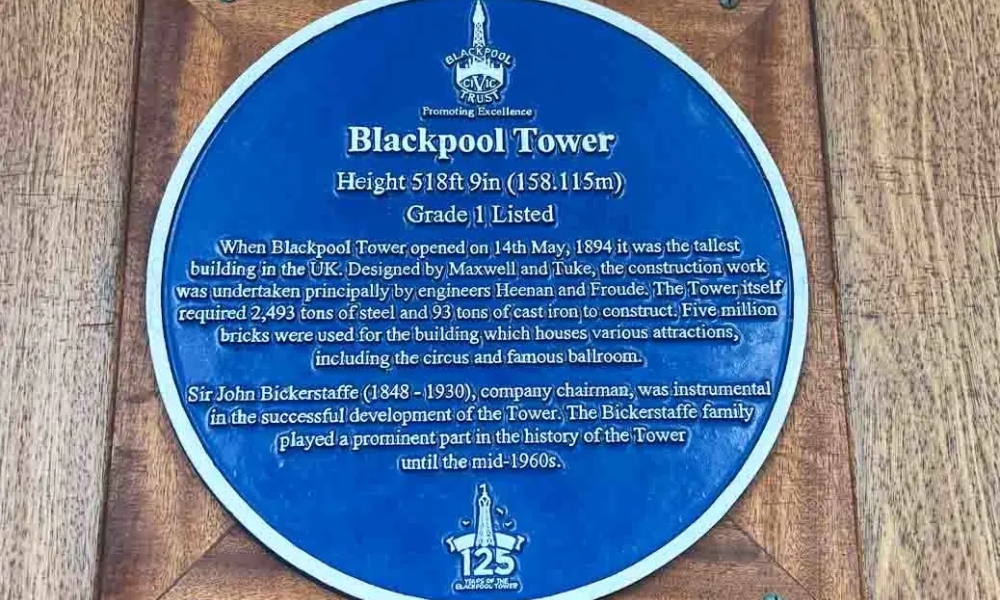 BLACKPOOL
CIVIC
TRUST
Promoting Excellence
Blackpool Tower
Height 518ft 9in (158.115m)
Grade 1 Listed
When Blackpool Tower opened on 14th May, 1894 it was the tallest
building in the UK. Designed by Maxwell and Tuke, the construction work
was undertaken principally by engineers Heenan and Froude. The Tower itself
required 2,493 tons of steel and 93 tons of cast iron to construct. Five million
bricks were used for the building which houses various attractions,
including the circus and famous ballroom.
Sir John Bickerstaffe (1848 - 1930), company chairman, was instrumental
in the successful development of the Tower. The Bickerstaffe family
played a prominent part in the history of the Tower
until the mid-1960s.
125
YEARS OF THE
BLACKPOOL TOWER